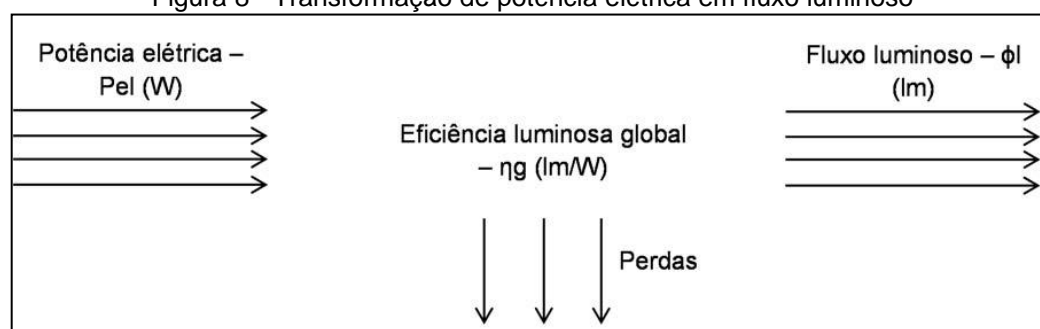 Figura 8 - Transformação de potência elétrica em fluxo luminoso
Potência elétrica –
Pel (W)
Fluxo luminoso – ϕl
(lm)
Eficiência luminosa global
– ηg (lm/W)
Perdas